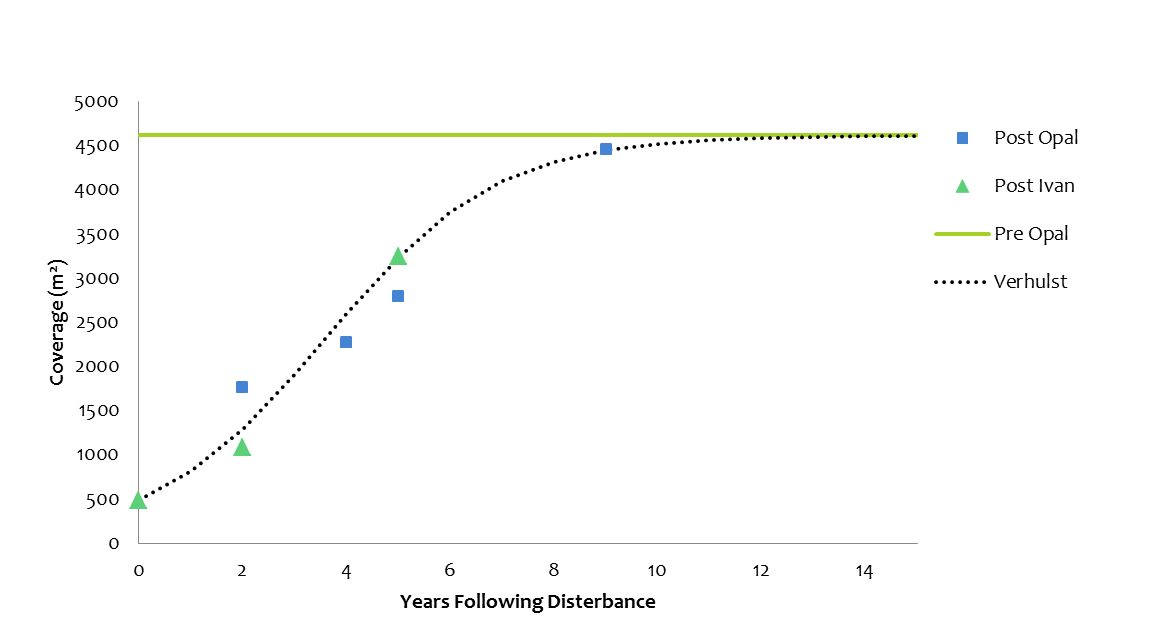 5000
4500
4000
3500
3000
2500
2000
1500
1000
500
0
Coverage (m²)
0 2 4 6 8 10 12 14
Years Following Disterbance
Post Opal
Post Ivan
Pre Opal
Verhulst